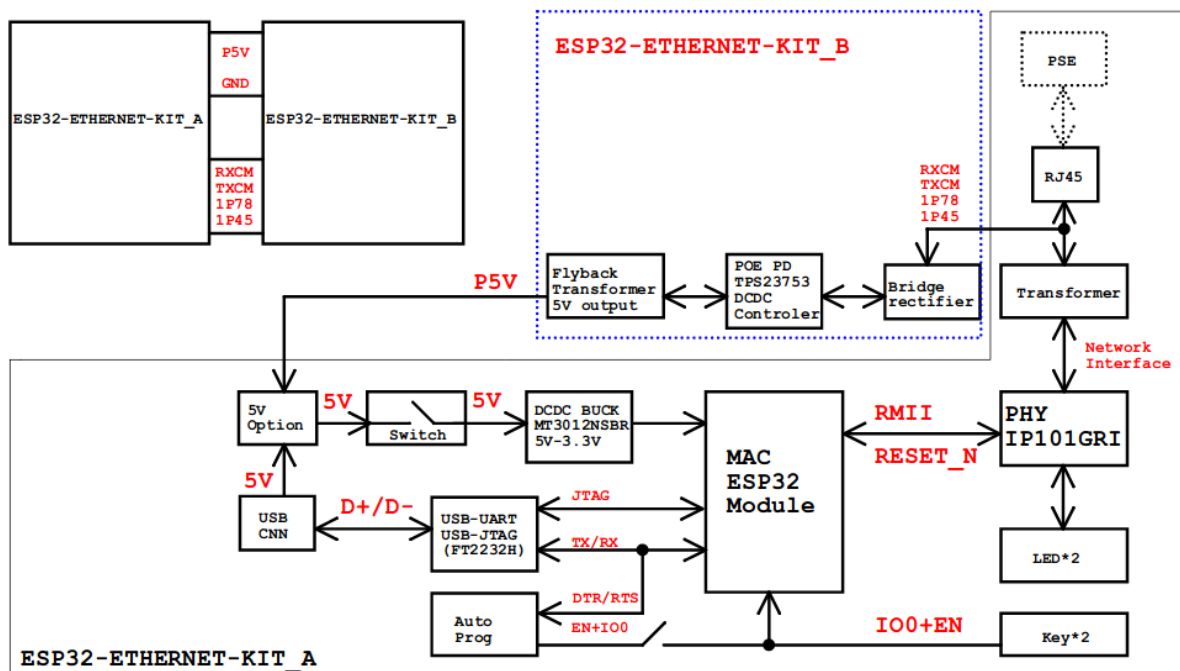 P5V
GND
ESP32-ETHERNET-KIT_A
ESP32-ETHERNET-KIT_B
RXCM
TXCM
1P78
1P45
ESP32-ETHERNET-KIT_B
PSE
RJ45
RXCM
TXCM
1P78
1P45
P5V
Flyback
Transformer
5V output
POE PD
TPS23753
DCDC
Controler
Bridge
rectifier
Transformer
Network
Interface
5V
Option
5V
Switch
5V
DCDC BUCK
MT3012NSBR
5V-3.3V
MAC
ESP32
Module
RMII
RESET_N
PHY
IP101GRI
5V
USB
CNN
D+/D-
USB-UART
USB-JTAG
(FT2232H)
JTAG
TX/RX
LED*2
DTR/RTS
Auto
Prog
EN+IO0
IO0+EN
Key*2
ESP32-ETHERNET-KIT_A